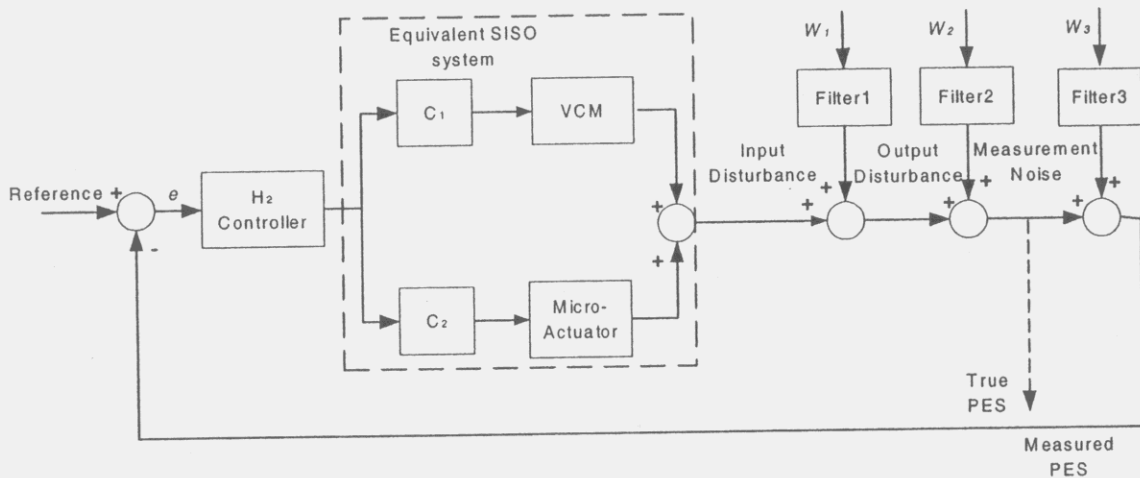 Equivalent SISO
system
W₁
W₂
W₃
C₁
VCM
Filter1
Filter2
Filter3
Input
Disturbance
Output
Disturbance
Measurement
Noise
Reference
+
-
e
H₂
Controller
+
+
+
+
+
+
+
+
C₂
Micro-
Actuator
True
PES
Measured
PES